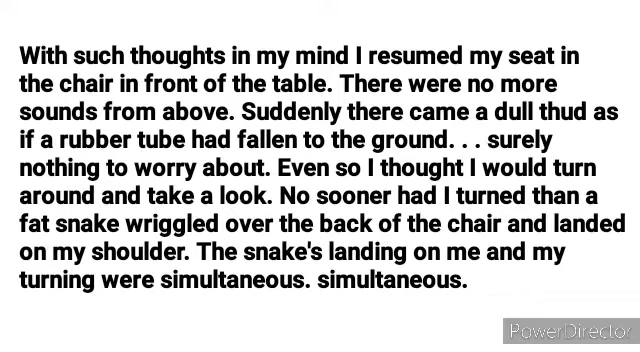 With such thoughts in my mind I resumed my seat in
the chair in front of the table. There were no more
sounds from above. Suddenly there came a dull thud as
if a rubber tube had fallen to the ground. . . surely
nothing to worry about. Even so I thought I would turn
around and take a look. No sooner had I turned than a
fat snake wriggled over the back of the chair and landed
on my shoulder. The snake's landing on me and my
turning were simultaneous. simultaneous.
PowerDirector